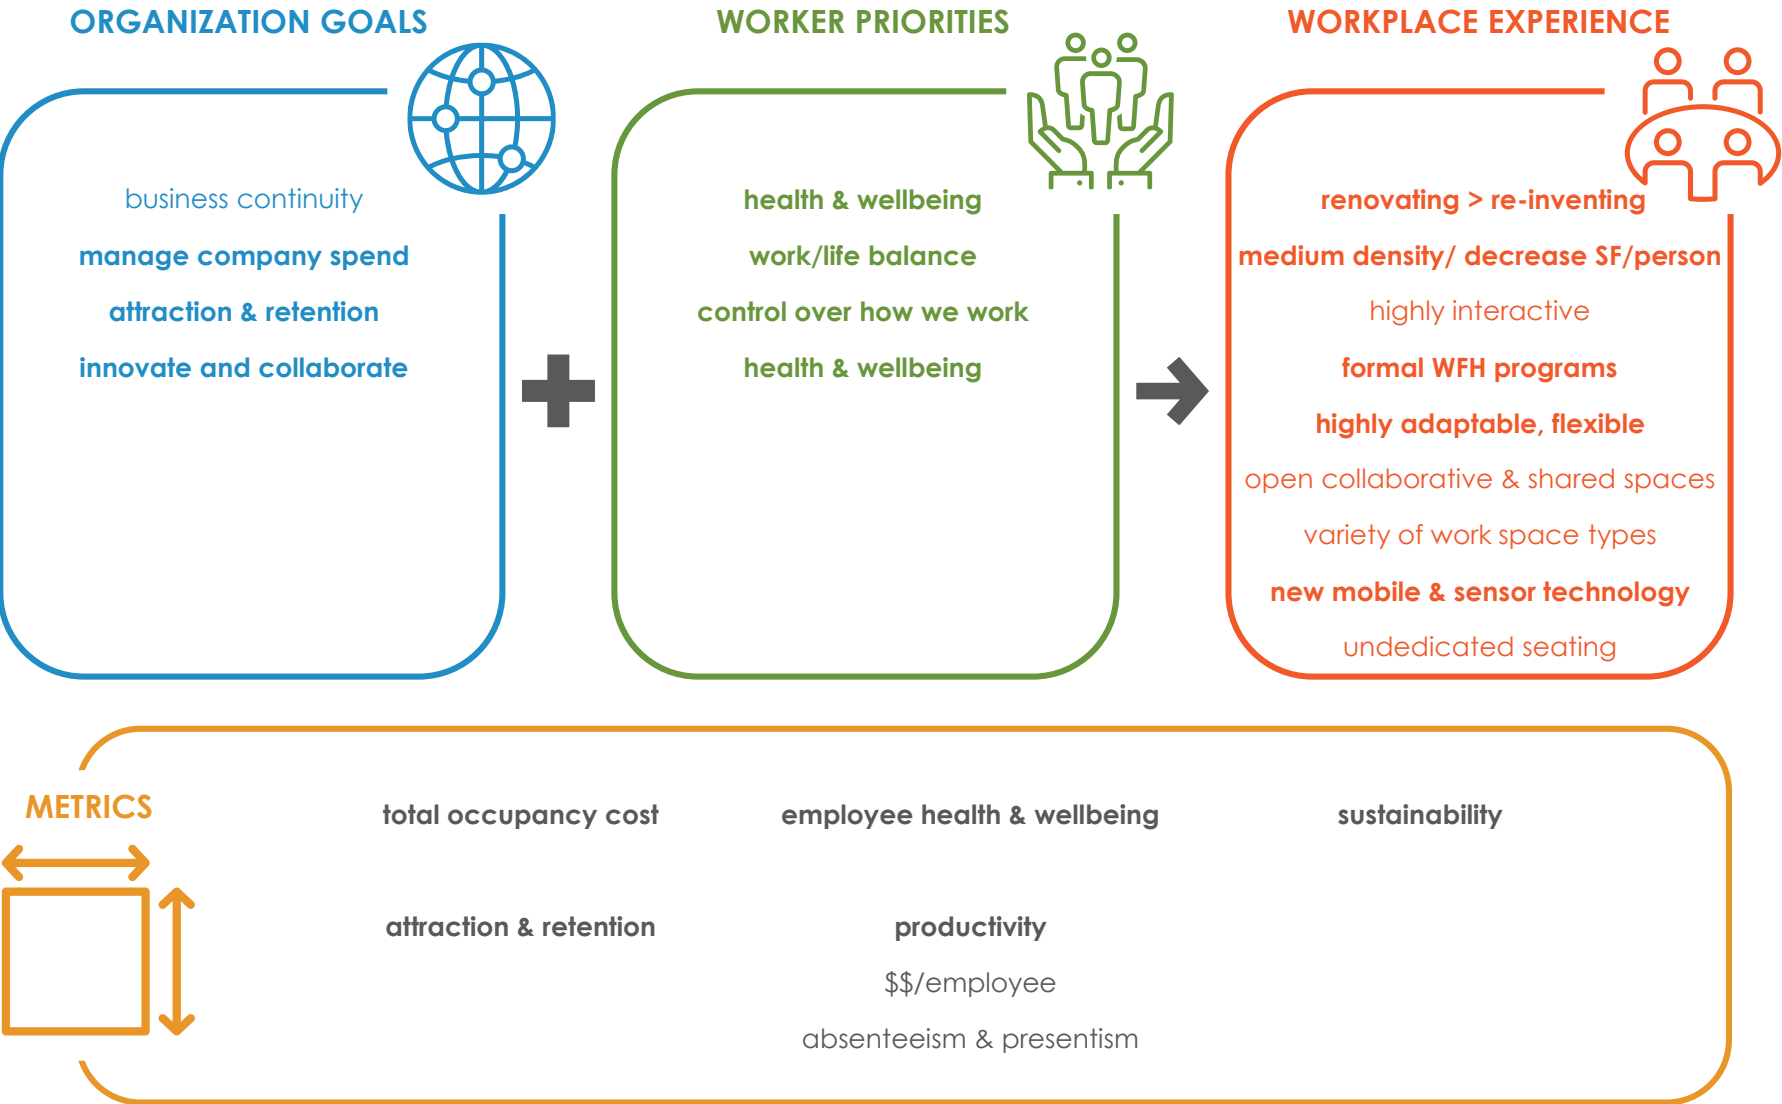 ORGANIZATION GOALS
business continuity
manage company spend
attraction & retention
innovate and collaborate
WORKER PRIORITIES
health & wellbeing
work/life balance
control over how we work
health & wellbeing
WORKPLACE EXPERIENCE
renovating > re-inventing
medium density/ decrease SF/person
highly interactive
formal WFH programs
highly adaptable, flexible
open collaborative & shared spaces
variety of work space types
new mobile & sensor technology
undedicated seating
METRICS
total occupancy cost
employee health & wellbeing
sustainability
attraction & retention
productivity
$$/employee
absenteeism & presentism